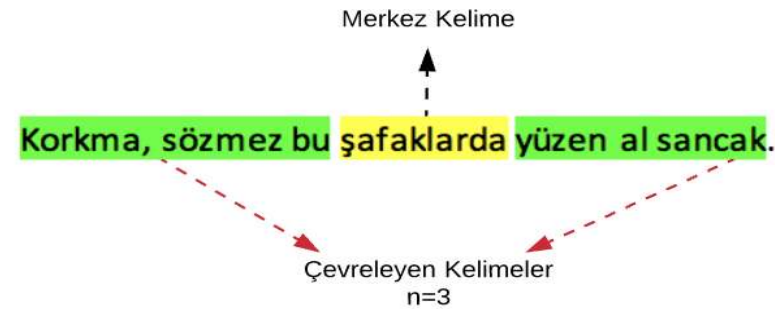 Merkez Kelime
Korkma, sözmez bu şafaklarda yüzen al sancak.
Çevreleyen Kelimeler
n=3